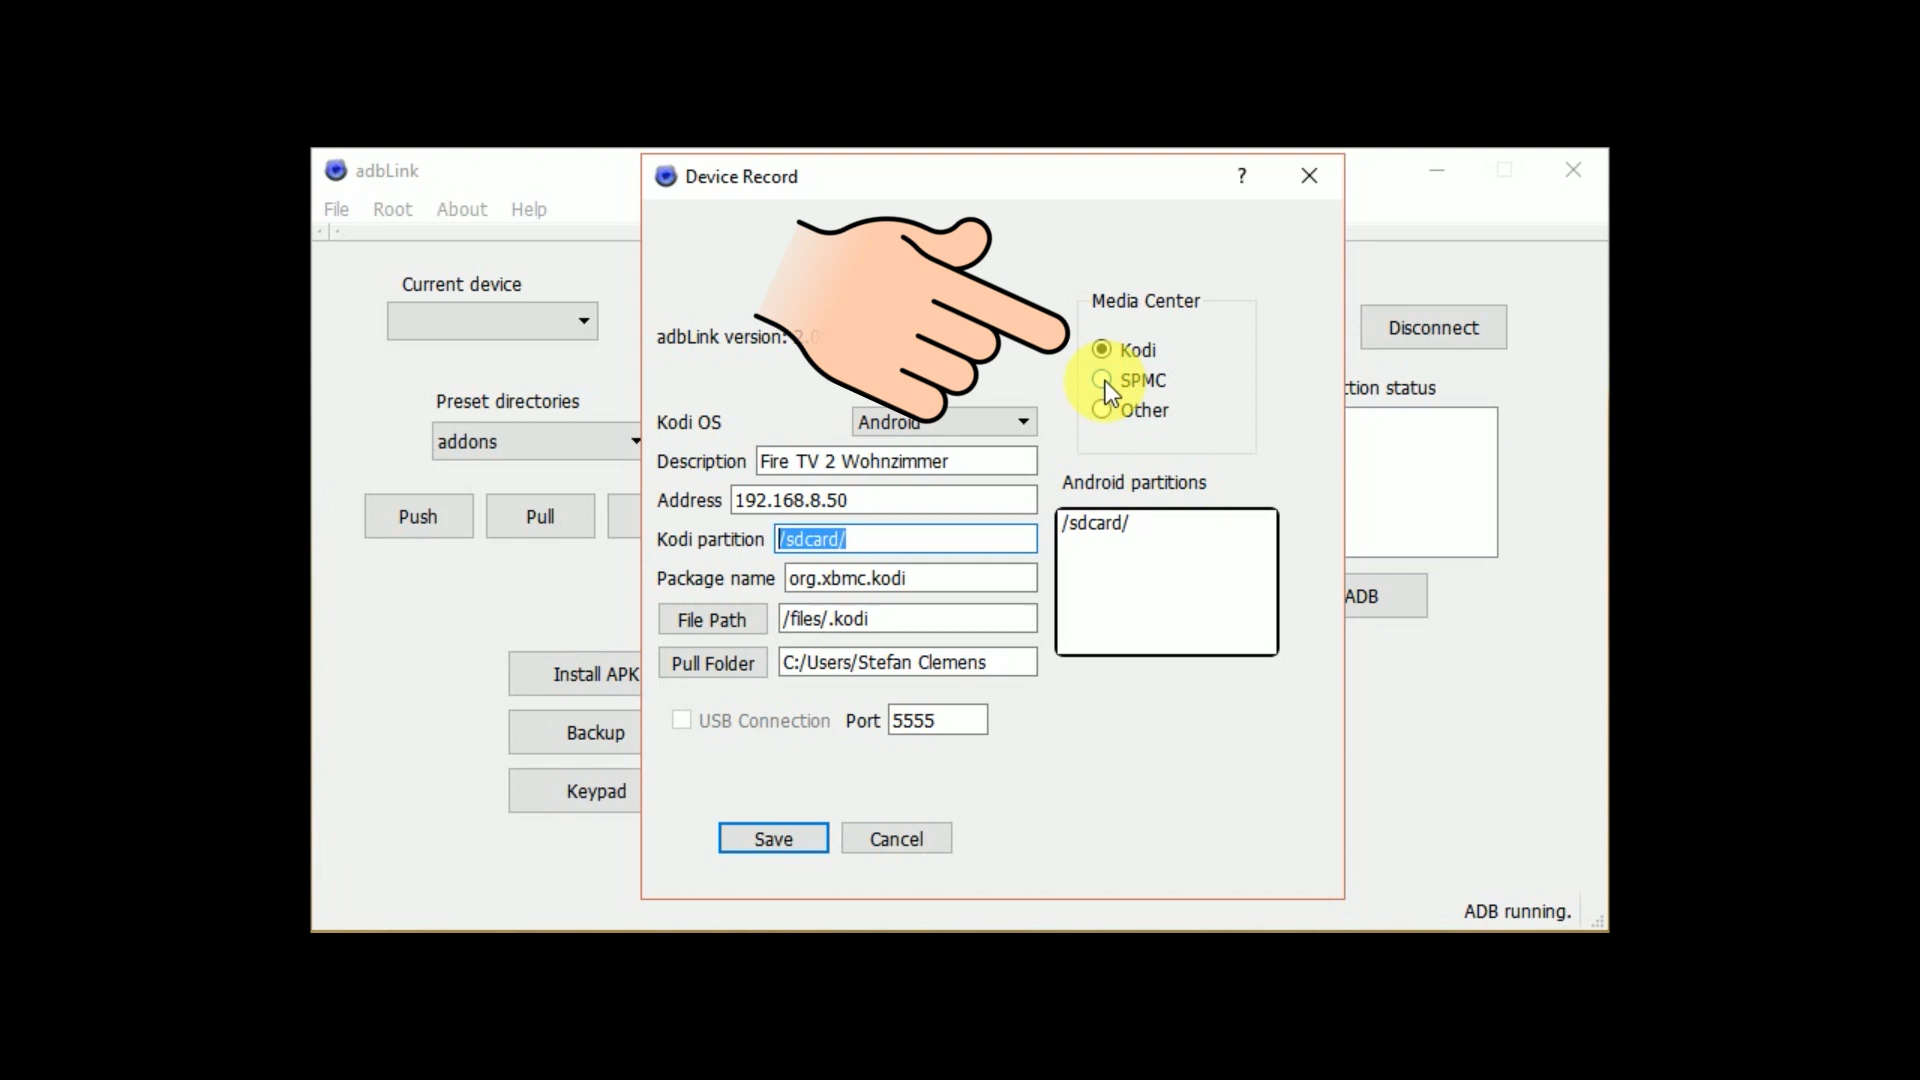 adbLink
File Root About Help
Current device
Preset directories
addons
Push Pull
Install APK
Backup
Keypad
Device Record ?
adbLink version:
Kodi OS Android
Description Fire TV 2 Wohnzimmer
Address 192.168.8.50
Kodi partition /sdcard/
Package name org.xbmc.kodi
File Path /files/.kodi
Pull Folder C:/Users/Stefan Clemens
USB Connection Port 5555
Save Cancel
Media Center
Kodi
SPMC
Other
Android partitions
/sdcard/
Disconnect
status
ADB
ADB running.